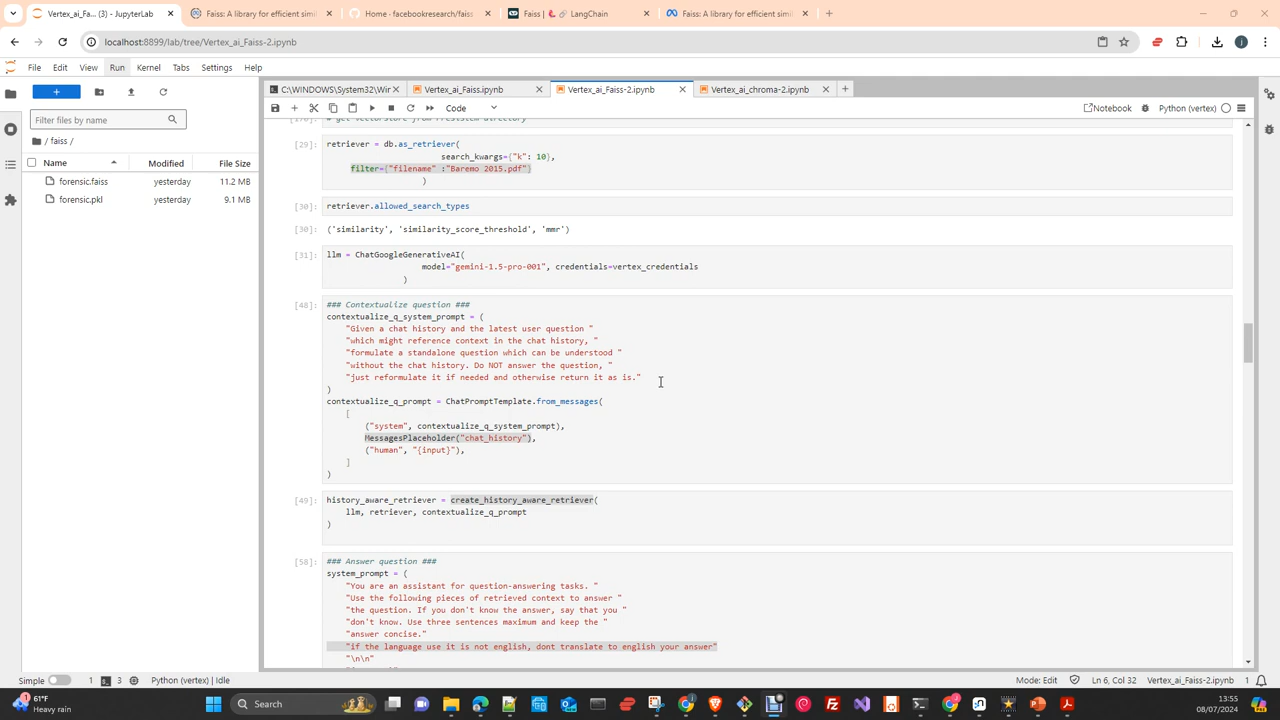 Vertex_ai_Fa... (3) - JupyterLab
Faiss: A library for efficient simi
Home · facebookresearch/faiss
Faiss | 🦜️🔗 LangChain
Faiss: A library for efficient simi
localhost:8899/lab/tree/Vertex_ai_Faiss-2.ipynb
File Edit View Run Kernel Tabs Settings Help
C:\WINDOWS\System32\Wir
Vertex_ai_Faiss.ipynb
Vertex_ai_Faiss-2.ipynb
Vertex_ai_chroma-2.ipynb
Code
Notebook
Python (vertex)
Filter files by name
/ faiss /
Name Modified File Size
forensic.faiss yesterday 11.2 MB
forensic.pkl yesterday 9.1 MB
[29]: retriever = db.as_retriever(
search_kwargs={"k": 10},
filter={"filename" :"Baremo 2015.pdf"}
)
[30]: retriever.allowed_search_types
[30]: ('similarity', 'similarity_score_threshold', 'mmr')
[31]: llm = ChatGoogleGenerativeAI(
model="gemini-1.5-pro-001", credentials=vertex_credentials
)
[48]: ### Contextualize question ###
contextualize_q_system_prompt = (
"Given a chat history and the latest user question "
"which might reference context in the chat history, "
"formulate a standalone question which can be understood "
"without the chat history. Do NOT answer the question, "
"just reformulate it if needed and otherwise return it as is."
)
contextualize_q_prompt = ChatPromptTemplate.from_messages(
[
("system", contextualize_q_system_prompt),
MessagesPlaceholder("chat_history"),
("human", "{input}"),
]
)
[49]: history_aware_retriever = create_history_aware_retriever(
llm, retriever, contextualize_q_prompt
)
[58]: ### Answer question ###
system_prompt = (
"You are an assistant for question-answering tasks. "
"Use the following pieces of retrieved context to answer "
"the question. If you don't know the answer, say that you "
"don't know. Use three sentences maximum and keep the "
"answer concise."
"if the language use it is not english, dont translate to english your answer"
"\n\n"
Simple 1 3 Python (vertex) | Idle
Mode: Edit Ln 6, Col 32 Vertex_ai_Faiss-2.ipynb 1
61°F
Heavy rain
Search
13:55
08/07/2024